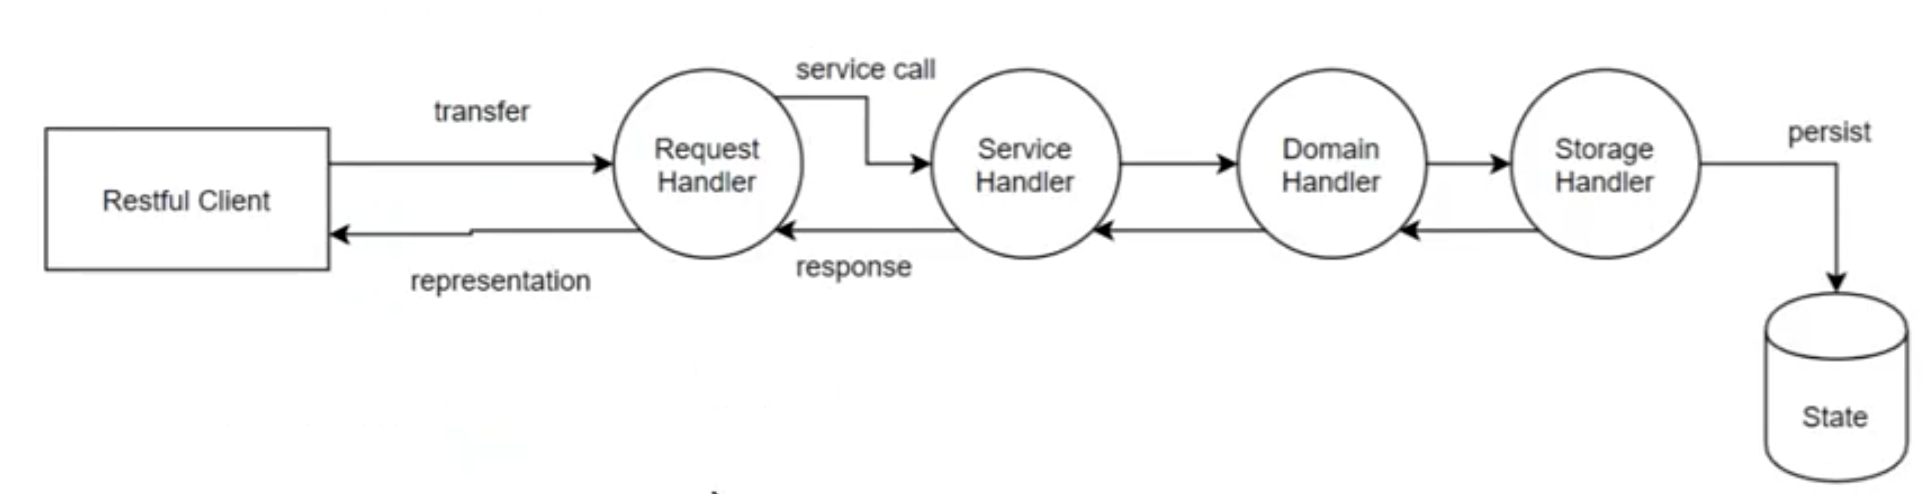 service call
transfer
persist
Request
Handler
Service
Handler
Domain
Handler
Storage
Handler
Restful Client
representation
response
State